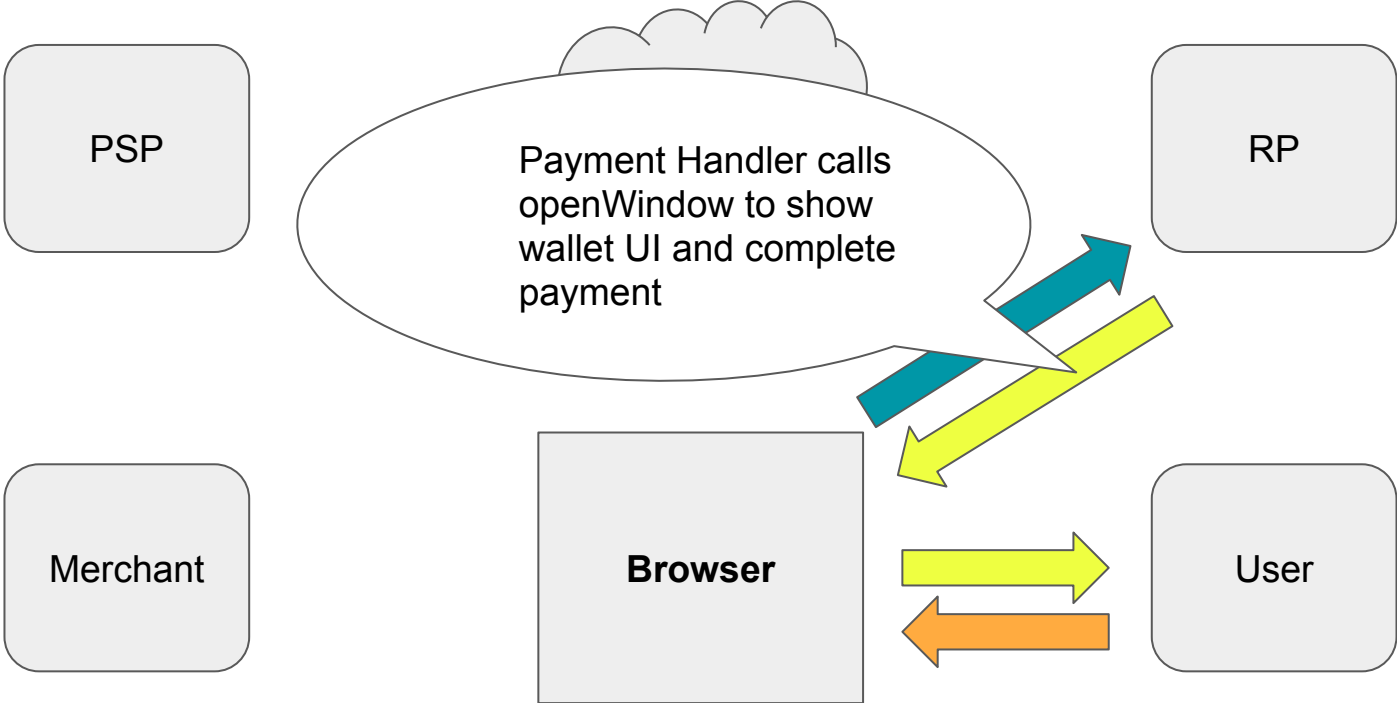 PSP
Payment Handler calls
openWindow to show
wallet UI and complete
payment
RP
Merchant
Browser
User